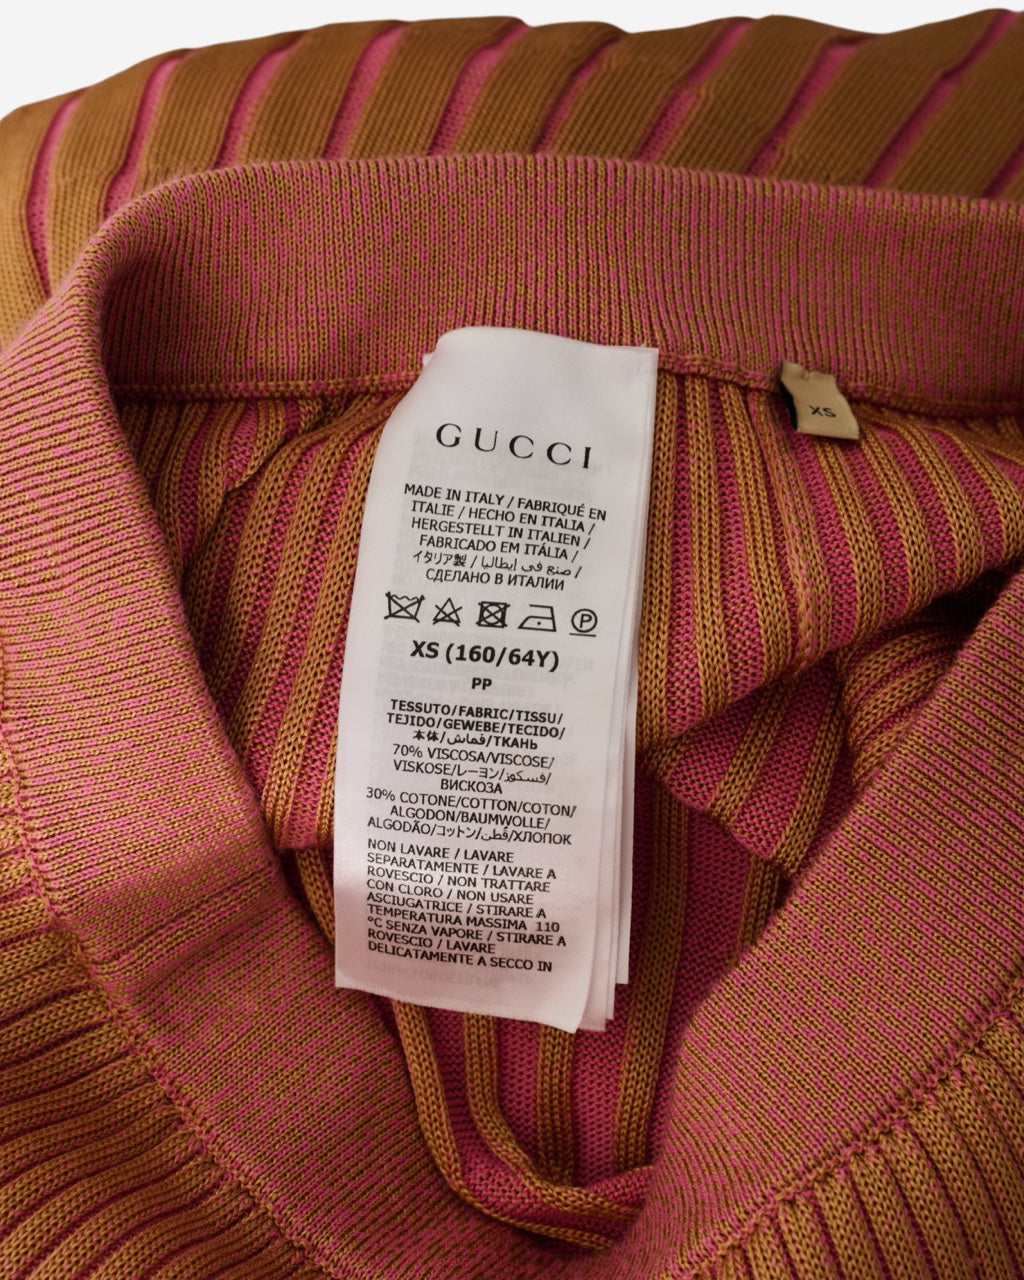 GUCCI
MADE IN ITALY / FABRIQUÉ EN
ITALIE / HECHO EN ITALIA /
HERGESTELLT IN ITALIEN /
FABRICADO EM ITÁLIA /
イタリア製 / صنع في إيطاليا /
СДЕЛАНО В ИТАЛИИ
P
XS (160/64Y)
PP
TESSUTO/FABRIC/TISSU/
TEJIDO/GEWEBE/TECIDO/
本体/قماش/ТКАНЬ
70% VISCOSA/VISCOSE/
VISKOSE/レーヨン/فسكوز/
ВИСКОЗА
30% COTONE/COTTON/COTON/
ALGODON/BAUMWOLLE/
ALGODÃO/コットン/قطن/ХЛОПОК
NON LAVARE / LAVARE
SEPARATAMENTE / LAVARE A
ROVESCIO / NON TRATTARE
CON CLORO / NON USARE
ASCIUGATRICE / STIRARE A
TEMPERATURA MASSIMA 110
°C SENZA VAPORE / STIRARE A
ROVESCIO / LAVARE
DELICATAMENTE A SECCO IN
XS